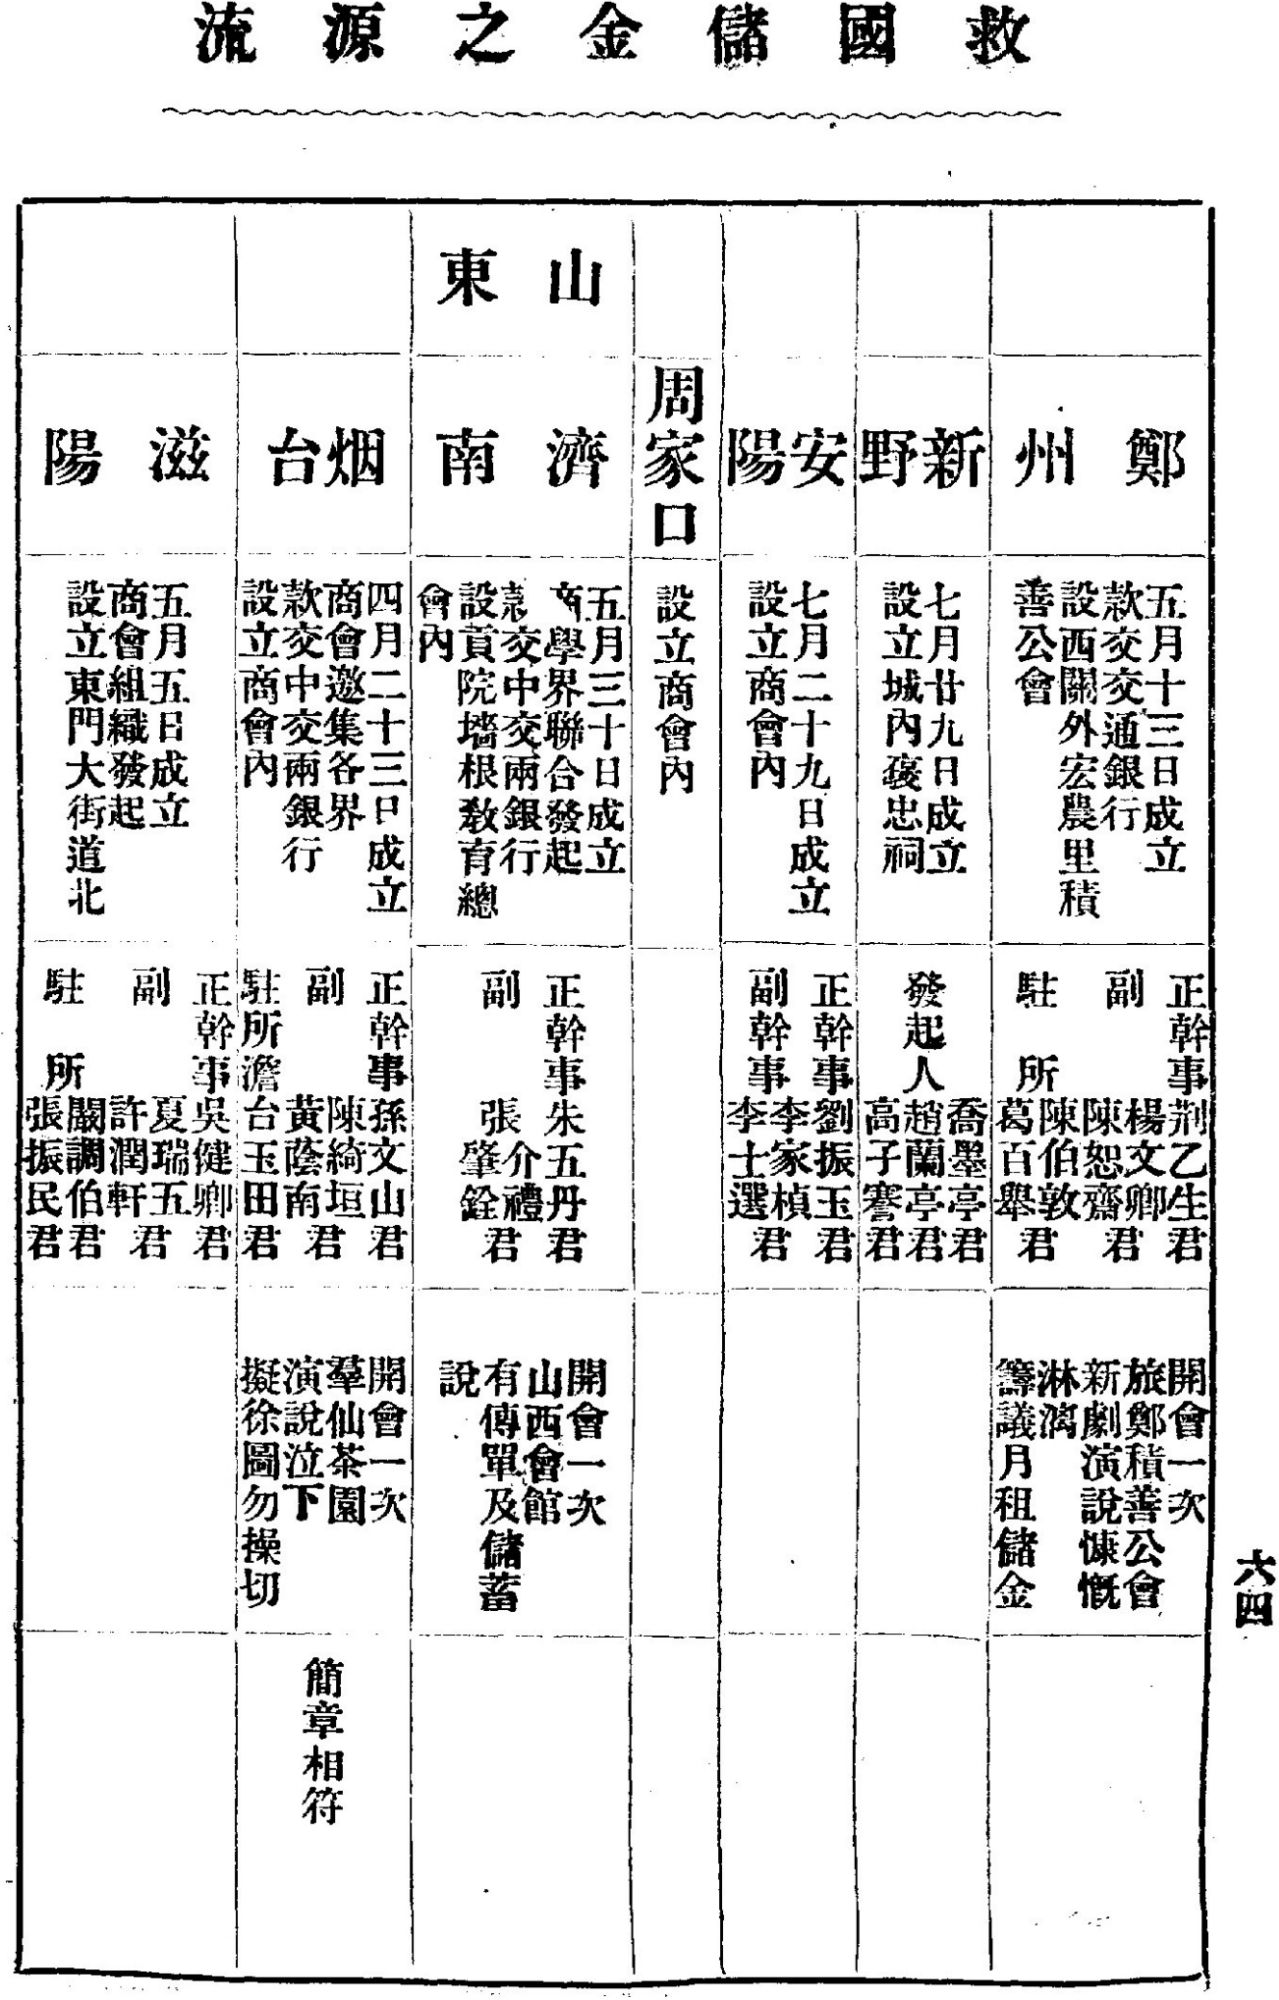 救國儲金之源流
六四
鄭州
五月十三日成立
款交交通銀行
設西關外宏農里積
善公會
正幹事荆乙生君
副 楊文卿 陳恕齋君
駐所 陳伯敦 葛百舉君
開會一次
旅鄭積善公會
新劇演說慷慨
淋漓
籌議月租儲金
新野
七月廿九日成立
設立城內褒忠祠
發起人
喬墨亭君
趙蘭亭君
高子謇君
安陽
七月二十九日成立
設立商會內
正幹事劉振玉君
副幹事 李家楨 李士選君
周家口
設立商會內
山東
濟南
五月三十日成立
商學界聯合發起
款交中交兩銀行
設貢院墻根教育總
會內
正幹事朱五丹君
副 張介禮 張肇銓君
開會一次
山西會館
有傳單及儲蓄
說
烟台
四月二十三日成立
商會邀集各界
款交中交兩銀行
設立商會內
正幹事孫文山君
副 陳綺垣 黃蔭南君
駐所澹台玉田君
開會一次
羣仙茶園
演說泣下
擬徐圖勿操切
簡章相符
滋陽
五月五日成立
商會組織發起
設立東門大街道北
正幹事吳健卿君
副 夏瑞五 許潤軒君
駐所 闞調伯君
張振民君